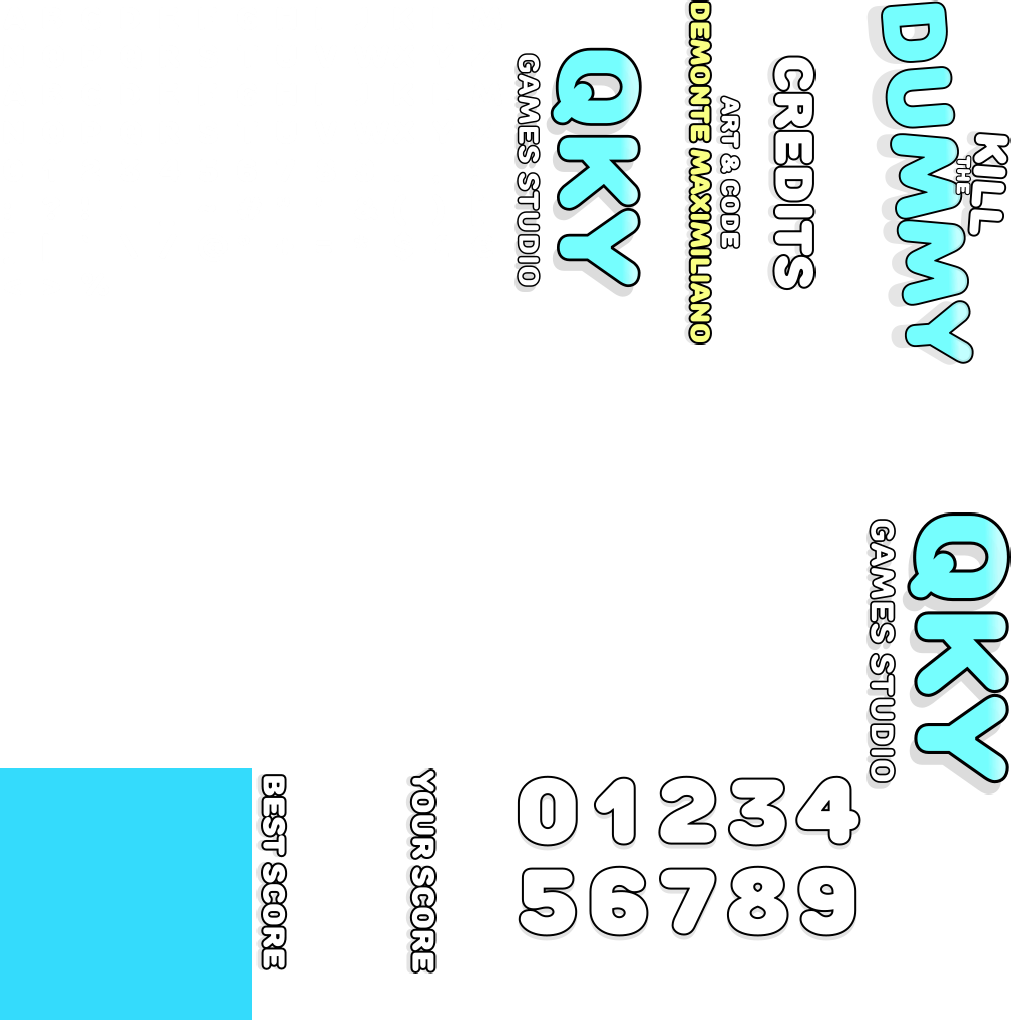 KILL
THE
DUMMY
CREDITS
ART & CODE
DEMONTE MAXIMILIANO
QKY
GAMES STUDIO
QKY
GAMES STUDIO
BEST SCORE
YOUR SCORE
01234
56789